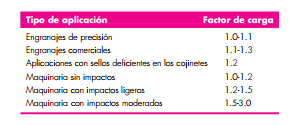 Tipo de aplicación Factor de carga
Engranajes de precisión 1.0-1.1
Engranajes comerciales 1.1-1.3
Aplicaciones con sellos deficientes en los cojinetes 1.2
Maquinaria sin impactos 1.0-1.2
Maquinaria con impactos ligeros 1.2-1.5
Maquinaria con impactos moderados 1.5-3.0